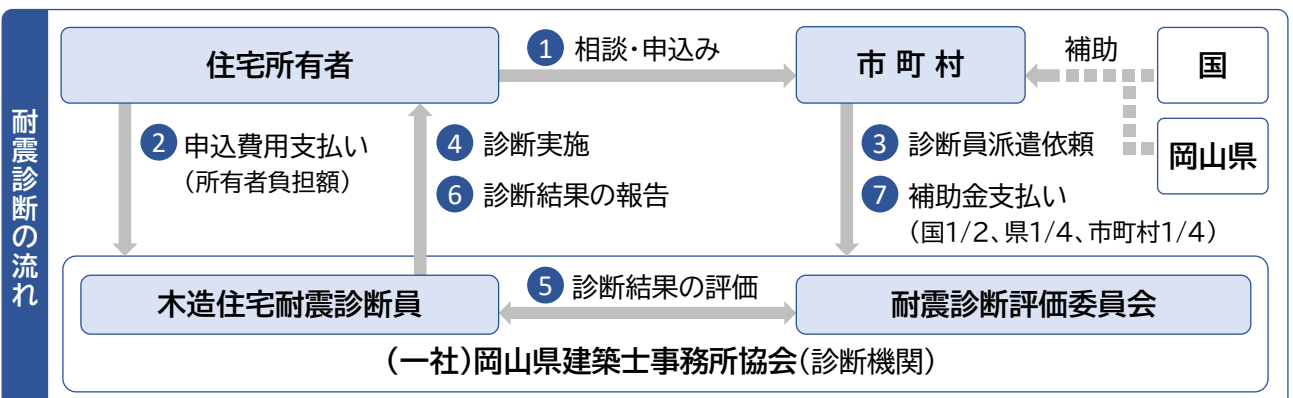 耐震診断の流れ
住宅所有者
1 相談・申込み
市町村
補助
国
岡山県
2 申込費用支払い
（所有者負担額）
4 診断実施
6 診断結果の報告
3 診断員派遣依頼
7 補助金支払い
（国1/2、県1/4、市町村1/4）
木造住宅耐震診断員
5 診断結果の評価
耐震診断評価委員会
（一社）岡山県建築士事務所協会（診断機関）